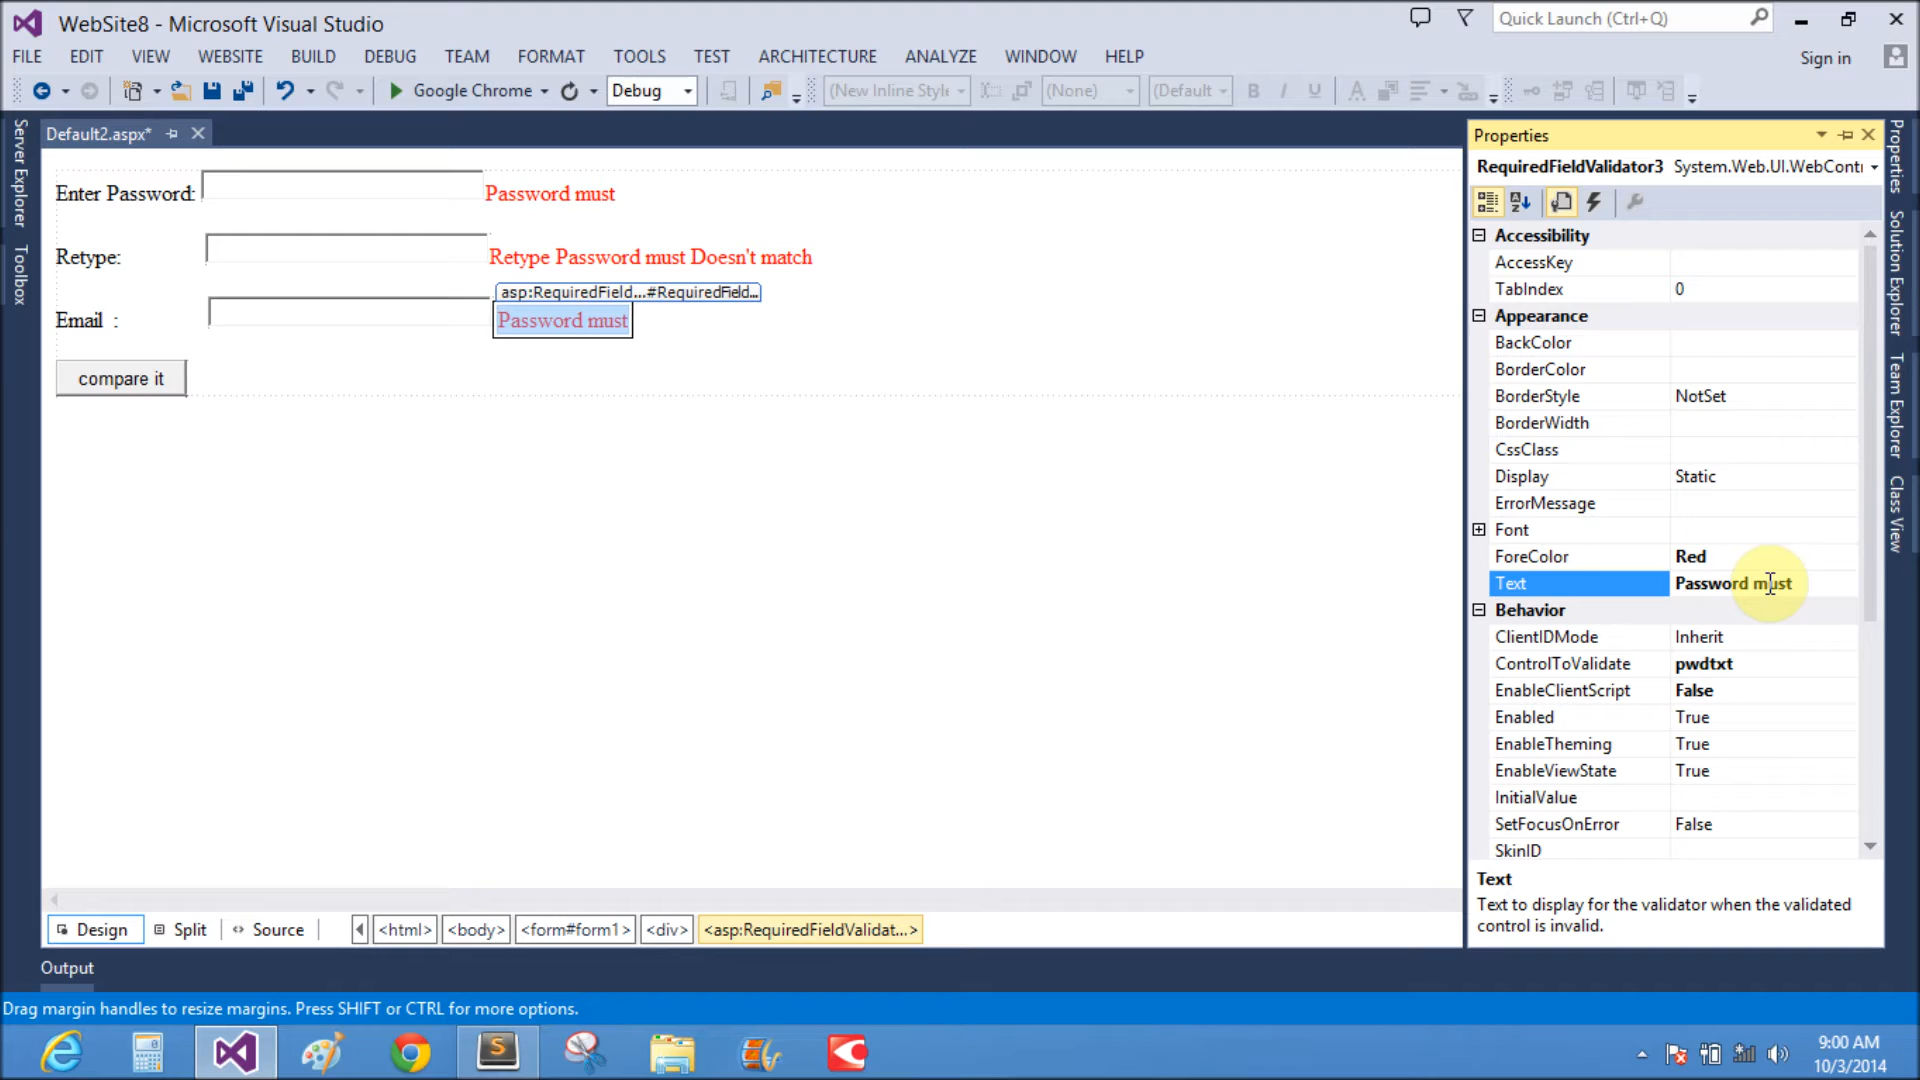 WebSite8 - Microsoft Visual Studio
Quick Launch (Ctrl+Q)
FILE EDIT VIEW WEBSITE BUILD DEBUG TEAM FORMAT TOOLS TEST ARCHITECTURE ANALYZE WINDOW HELP
Sign in
Google Chrome Debug (New Inline Style (None) (Default B I U A
Server Explorer
Toolbox
Default2.aspx*
Enter Password: Password must
Retype: Retype Password must Doesn't match
asp:RequiredField...#RequiredField...
Email : Password must
compare it
Properties
RequiredFieldValidator3 System.Web.UI.WebContr
Accessibility
AccessKey
TabIndex 0
Appearance
BackColor
BorderColor
BorderStyle NotSet
BorderWidth
CssClass
Display Static
ErrorMessage
Font
ForeColor Red
Text Password must
Behavior
ClientIDMode Inherit
ControlToValidate pwdtxt
EnableClientScript False
Enabled True
EnableTheming True
EnableViewState True
InitialValue
SetFocusOnError False
SkinID
Text
Text to display for the validator when the validated
control is invalid.
Properties
Solution Explorer
Team Explorer
Class View
Design Split Source <html> <body> <form#form1> <div> <asp:RequiredFieldValidat...>
Output
Drag margin handles to resize margins. Press SHIFT or CTRL for more options.
9:00 AM
10/3/2014